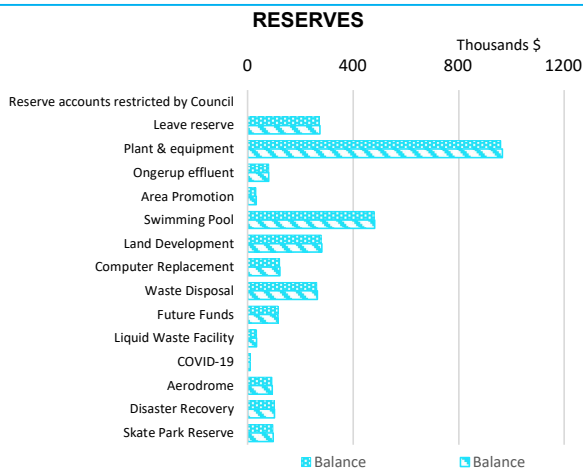 RESERVES
Thousands $
0 400 800 1200
Reserve accounts restricted by Council
Leave reserve
Plant & equipment
Ongerup effluent
Area Promotion
Swimming Pool
Land Development
Computer Replacement
Waste Disposal
Future Funds
Liquid Waste Facility
COVID-19
Aerodrome
Disaster Recovery
Skate Park Reserve
Balance Balance